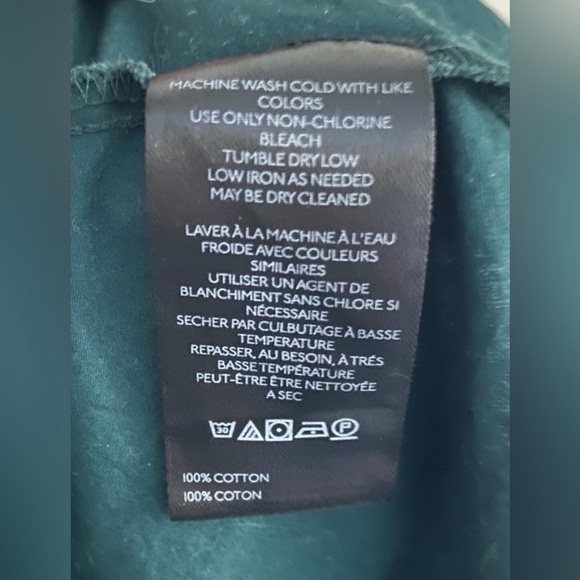 MACHINE WASH COLD WITH LIKE
COLORS
USE ONLY NON-CHLORINE
BLEACH
TUMBLE DRY LOW
LOW IRON AS NEEDED
MAY BE DRY CLEANED
LAVER À LA MACHINE À L'EAU
FROIDE AVEC COULEURS
SIMILAIRES
UTILISER UN AGENT DE
BLANCHIMENT SANS CHLORE SI
NÉCESSAIRE
SECHER PAR CULBUTAGE À BASSE
TEMPERATURE
REPASSER, AU BESOIN, À TRÉS
BASSE TEMPÉRATURE
PEUT-ÊTRE ÊTRE NETTOYÉE
A SEC
30 P
100% COTTON
100% COTON